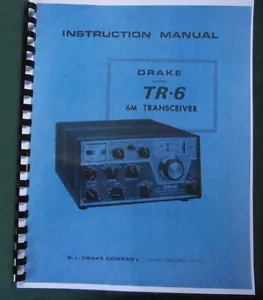 INSTRUCTION MANUAL
DRAKE
TR-6
6M TRANSCEIVER
R. L. DRAKE COMPANY